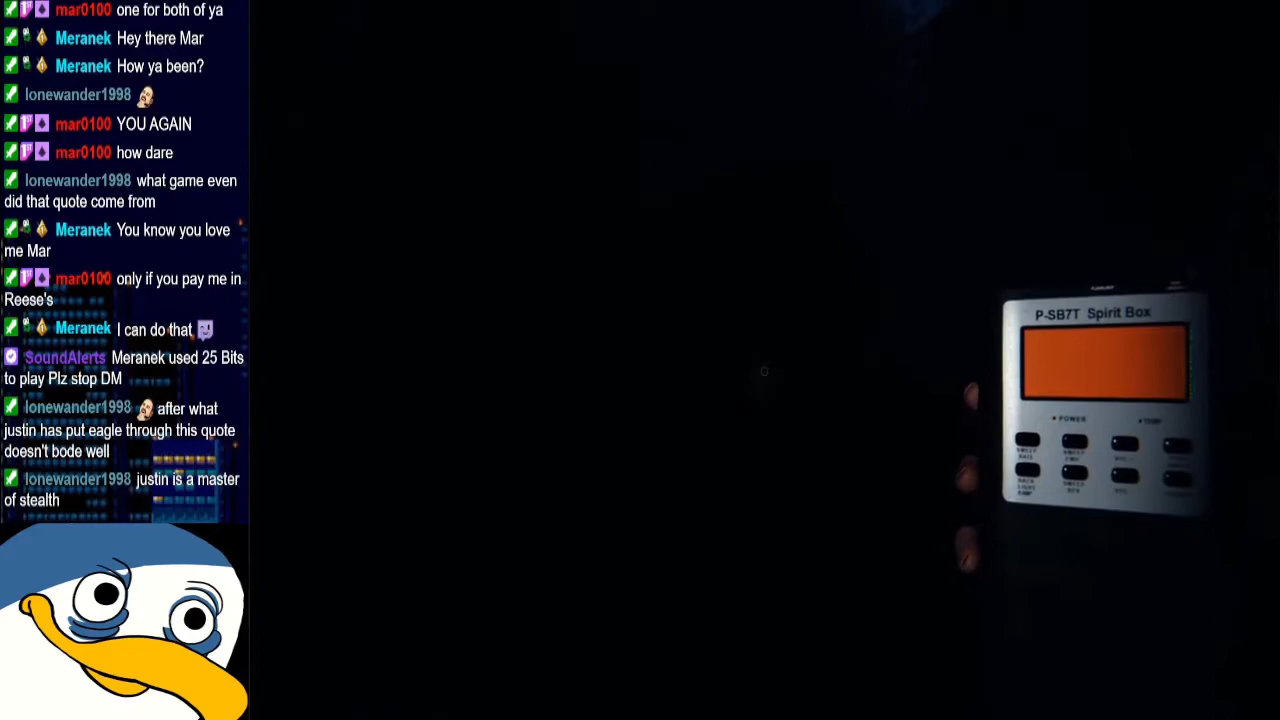 mar0100 one for both of ya
Meranek Hey there Mar
Meranek How ya been?
lonewander1998
mar0100 YOU AGAIN
mar0100 how dare
lonewander1998 what game even
did that quote come from
Meranek You know you love
me Mar
mar0100 only if you pay me in
Reese's
Meranek I can do that
SoundAlerts Meranek used 25 Bits
to play Plz stop DM
lonewander1998 after what
justin has put eagle through this quote
doesn't bode well
lonewander1998 justin is a master
of stealth
P-SB7T Spirit Box
POWER